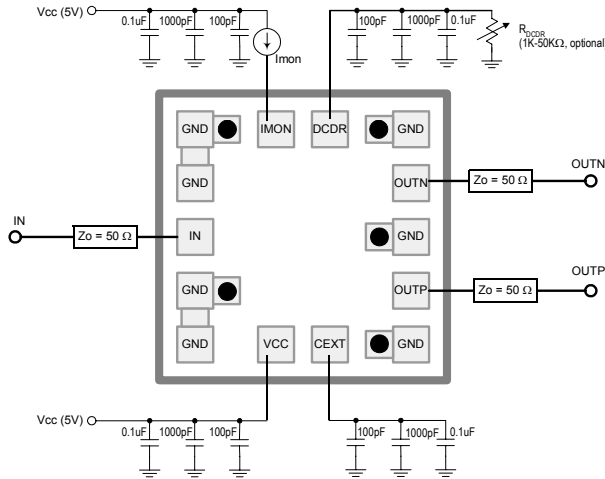 Vcc (5V)
0.1uF 1000pF 100pF
Imon
100pF 1000pF 0.1uF
RDCDR
(1K-50KΩ, optional)
GND IMON DCDR GND
GND OUTN
Zo = 50 Ω
OUTN
IN
Zo = 50 Ω
IN GND
GND OUTP
Zo = 50 Ω
OUTP
GND VCC CEXT GND
Vcc (5V)
0.1uF 1000pF 100pF
100pF 1000pF 0.1uF